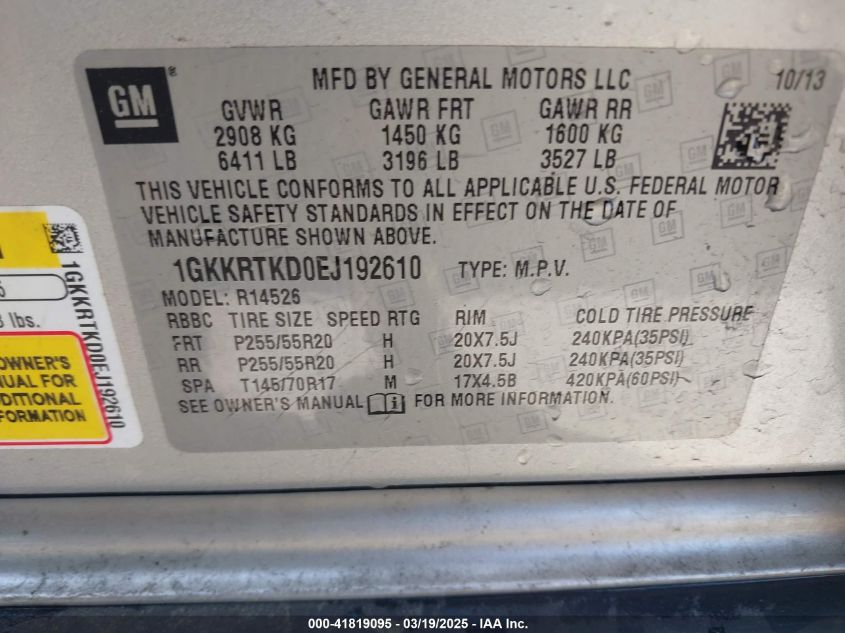 GM ® MFD BY GENERAL MOTORS LLC 10/13
GVWR GAWR FRT GAWR RR
2908 KG 1450 KG 1600 KG
6411 LB 3196 LB 3527 LB
THIS VEHICLE CONFORMS TO ALL APPLICABLE U.S. FEDERAL MOTOR
VEHICLE SAFETY STANDARDS IN EFFECT ON THE DATE OF
MANUFACTURE SHOWN ABOVE.
1GKKRTKD0EJ192610 TYPE: M.P.V.
MODEL: R14526
RBBC TIRE SIZE SPEED RTG RIM COLD TIRE PRESSURE
FRT P255/55R20 H 20X7.5J 240KPA(35PSI)
RR P255/55R20 H 20X7.5J 240KPA(35PSI)
SPA T145/70R17 M 17X4.5B 420KPA(60PSI)
SEE OWNER'S MANUAL FOR MORE INFORMATION.
lbs.
OWNER'S
FOR
1GKKRTKD0EJ192610
000-41819095 — 03/19/2025 — IAA Inc.